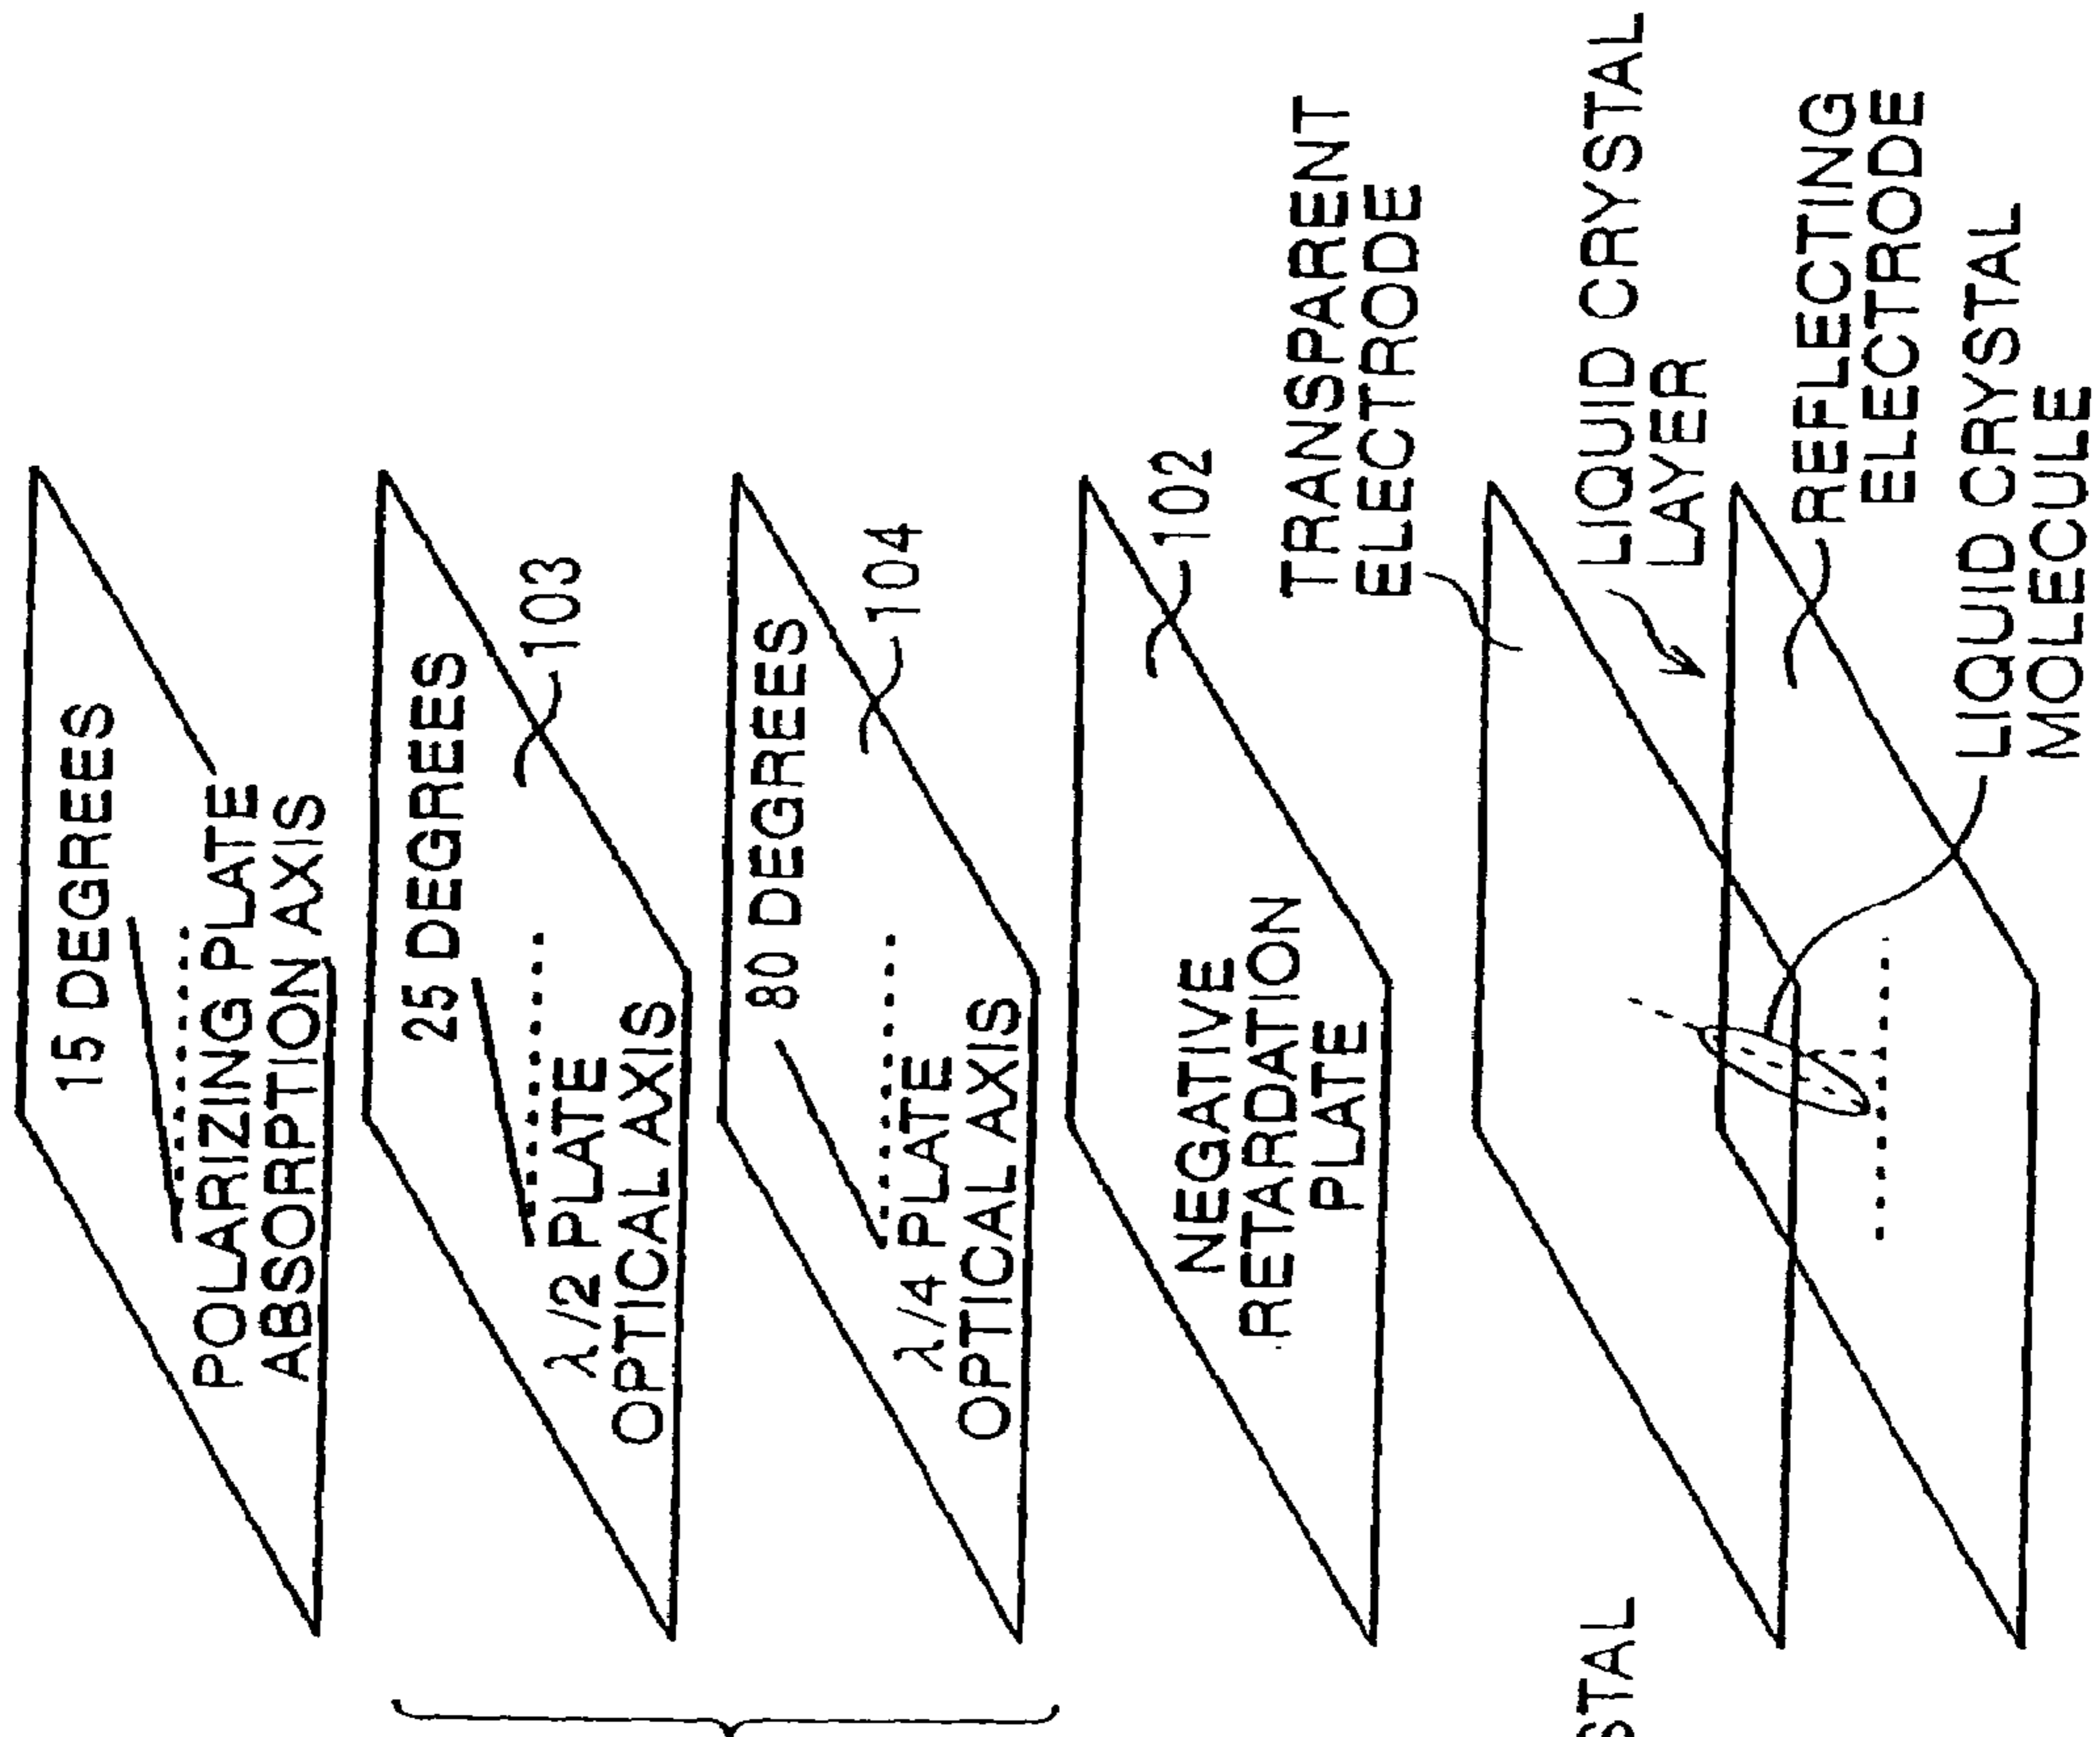 15 DEGREES
POLARIZING PLATE
ABSORPTION AXIS
25 DEGREES
103
λ/2 PLATE
OPTICAL AXIS
80 DEGREES
104
λ/4 PLATE
OPTICAL AXIS
102
NEGATIVE
RETARDATION
PLATE
TRANSPARENT
ELECTRODE
LIQUID CRYSTAL
LAYER
REFLECTING
ELECTRODE
LIQUID CRYSTAL
MOLECULE
STAL